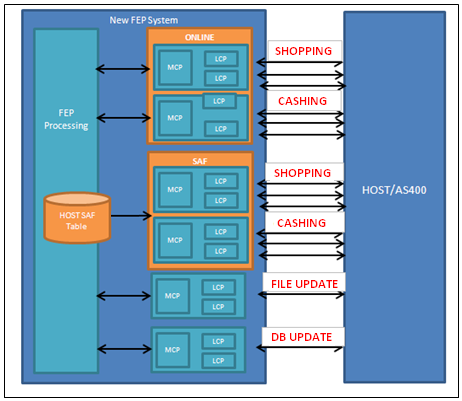 New FEP System
ONLINE
SHOPPING
MCP
LCP
LCP
FEP
Processing
MCP
LCP
LCP
CASHING
SAF
MCP
LCP
LCP
SHOPPING
HOST/AS400
HOST SAF
Table
MCP
LCP
LCP
CASHING
MCP
LCP
LCP
FILE UPDATE
MCP
LCP
LCP
DB UPDATE